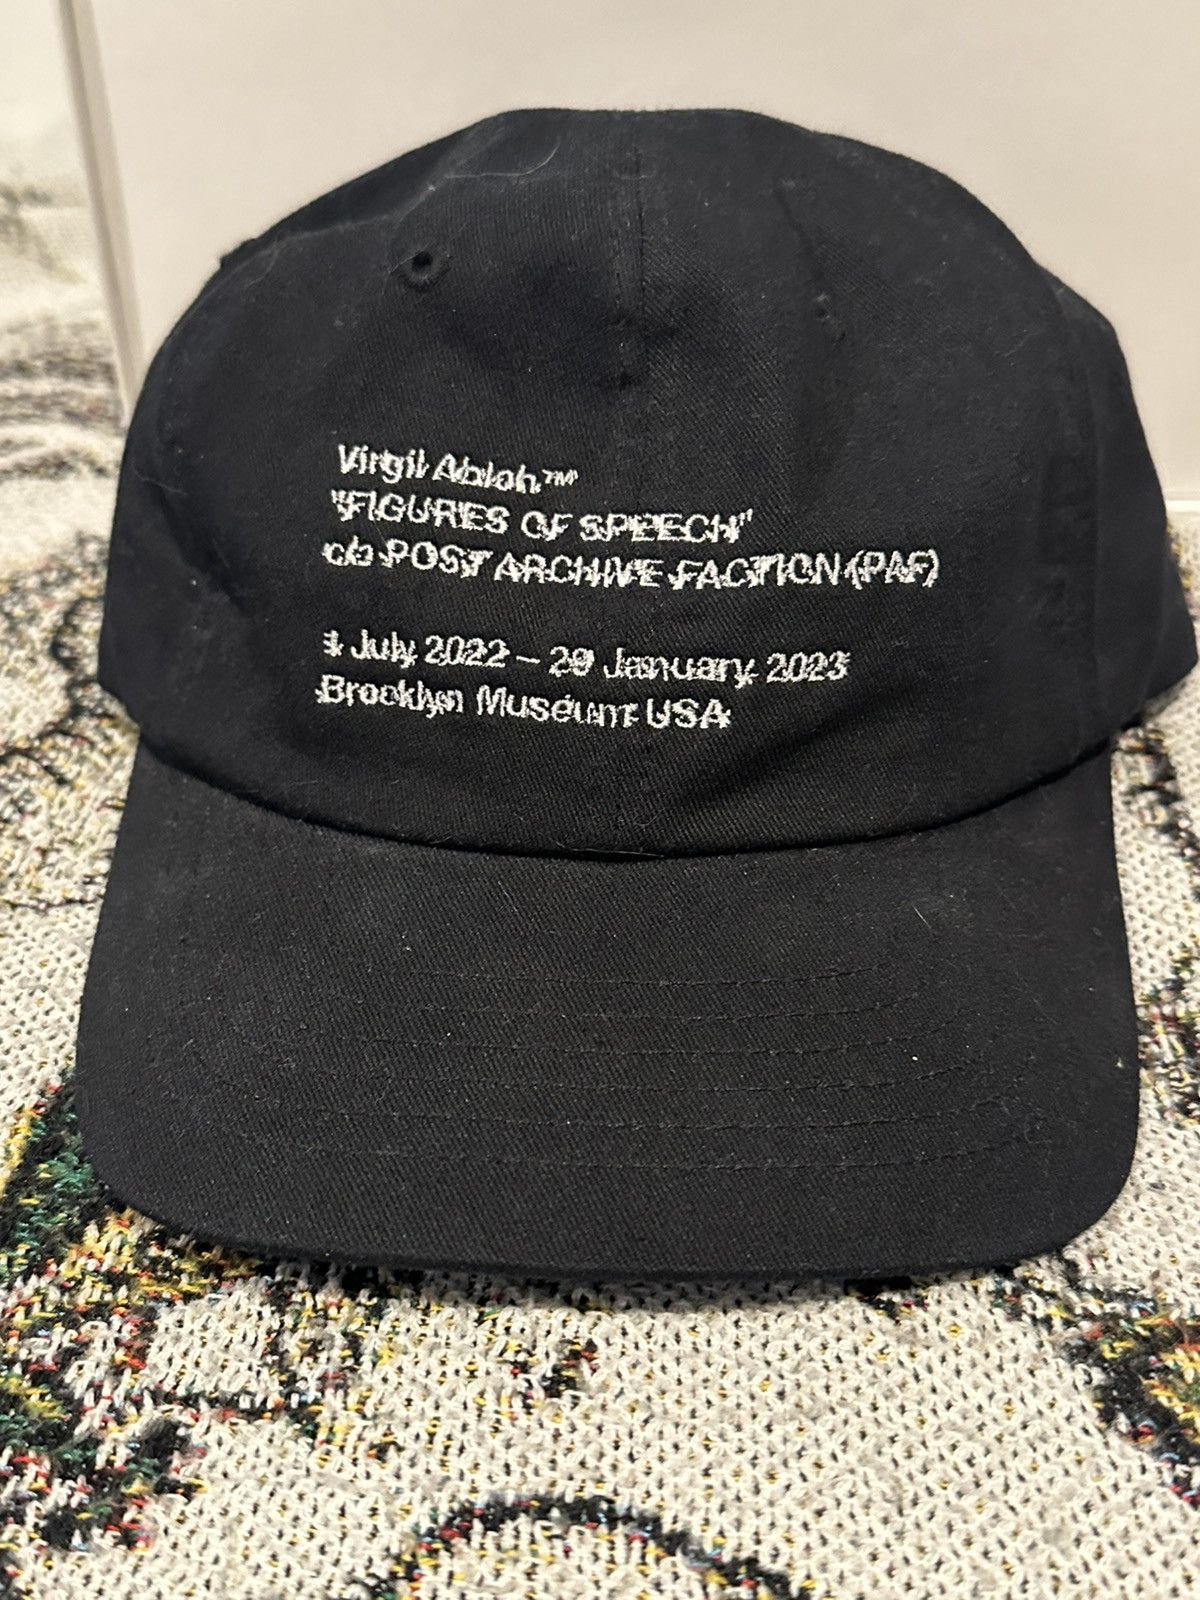 Virgil Abloh™
"FIGURES OF SPEECH"
c/o POST ARCHIVE FACTION (PAF)
1 July 2022 – 29 January 2023
Brooklyn Museum USA